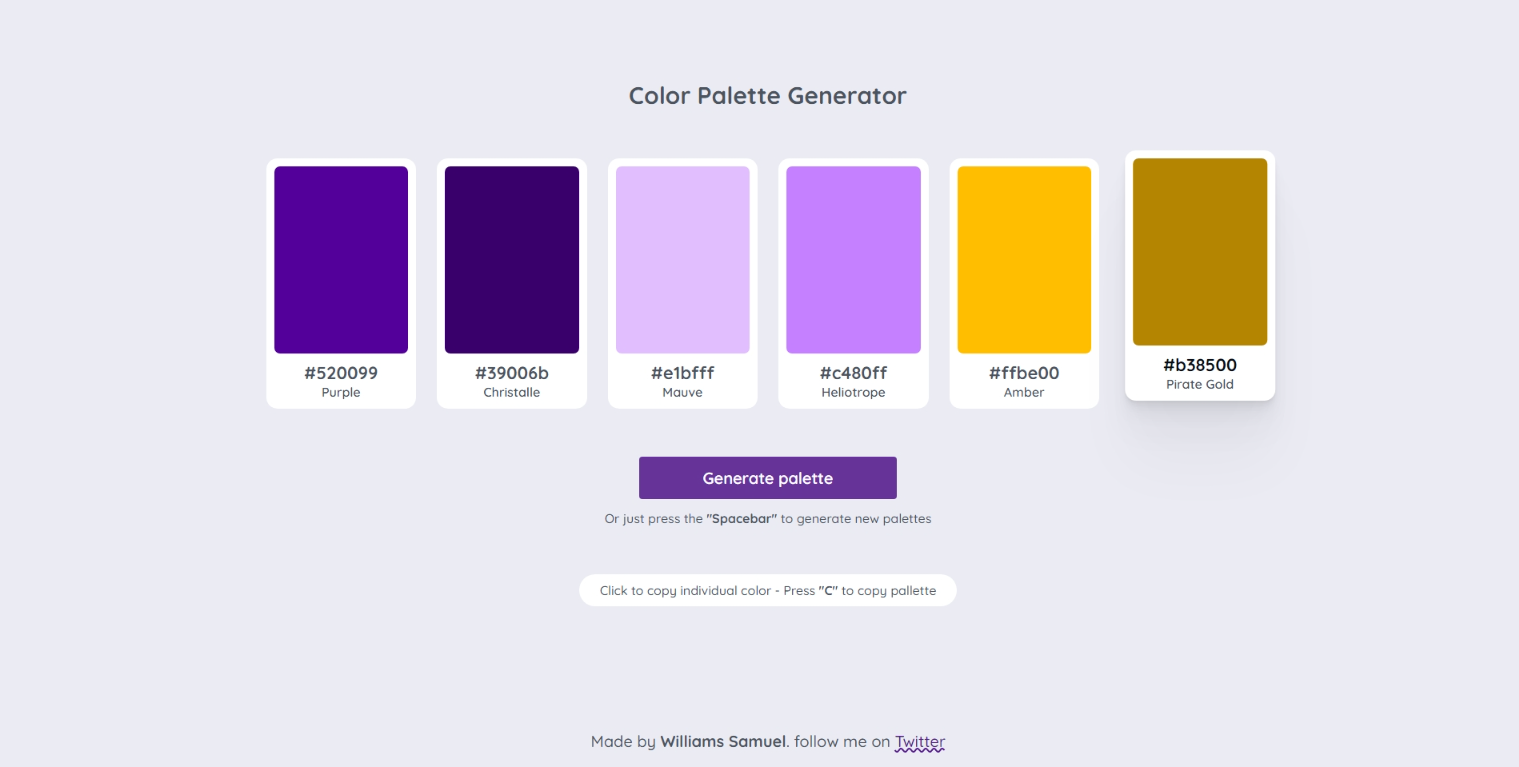 Color Palette Generator
#520099
Purple
#39006b
Christalle
#e1bfff
Mauve
#c480ff
Heliotrope
#ffbe00
Amber
#b38500
Pirate Gold
Generate palette
Or just press the "Spacebar" to generate new palettes
Click to copy individual color - Press "C" to copy pallette
Made by Williams Samuel. follow me on Twitter